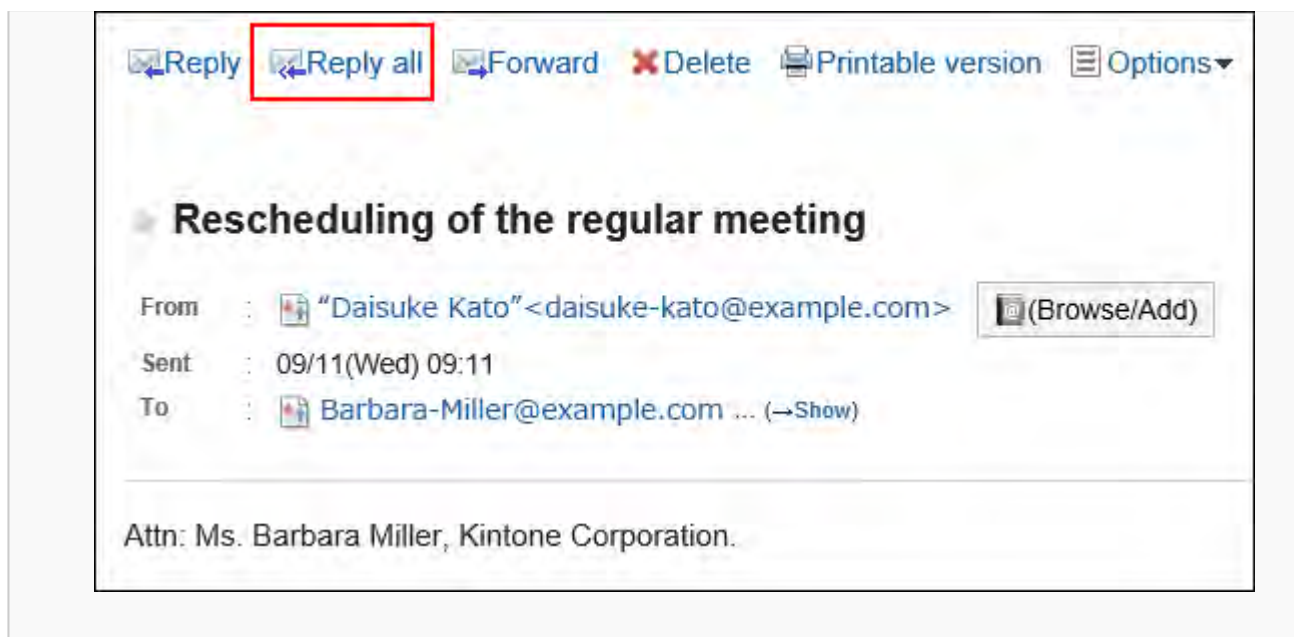 Reply Reply all Forward Delete Printable version Options
Rescheduling of the regular meeting
From : “Daisuke Kato”<daisuke-kato@example.com> (Browse/Add)
Sent : 09/11(Wed) 09:11
To : Barbara-Miller@example.com ... (→Show)
Attn: Ms. Barbara Miller, Kintone Corporation.